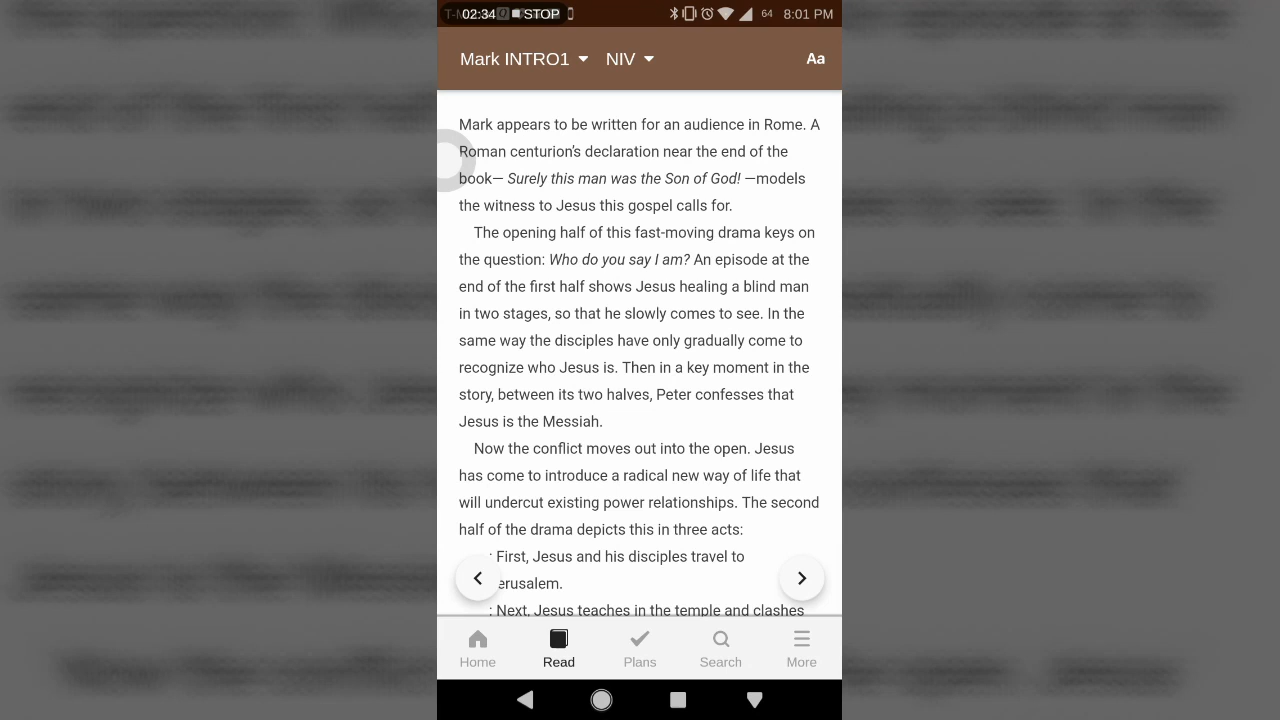 02:34 STOP 64 8:01 PM
Mark INTRO1 NIV Aa
Mark appears to be written for an audience in Rome. A
Roman centurion's declaration near the end of the
book— Surely this man was the Son of God! —models
the witness to Jesus this gospel calls for.
The opening half of this fast-moving drama keys on
the question: Who do you say I am? An episode at the
end of the first half shows Jesus healing a blind man
in two stages, so that he slowly comes to see. In the
same way the disciples have only gradually come to
recognize who Jesus is. Then in a key moment in the
story, between its two halves, Peter confesses that
Jesus is the Messiah.
Now the conflict moves out into the open. Jesus
has come to introduce a radical new way of life that
will undercut existing power relationships. The second
half of the drama depicts this in three acts:
: First, Jesus and his disciples travel to
erusalem.
: Next, Jesus teaches in the temple and clashes
Home Read Plans Search More